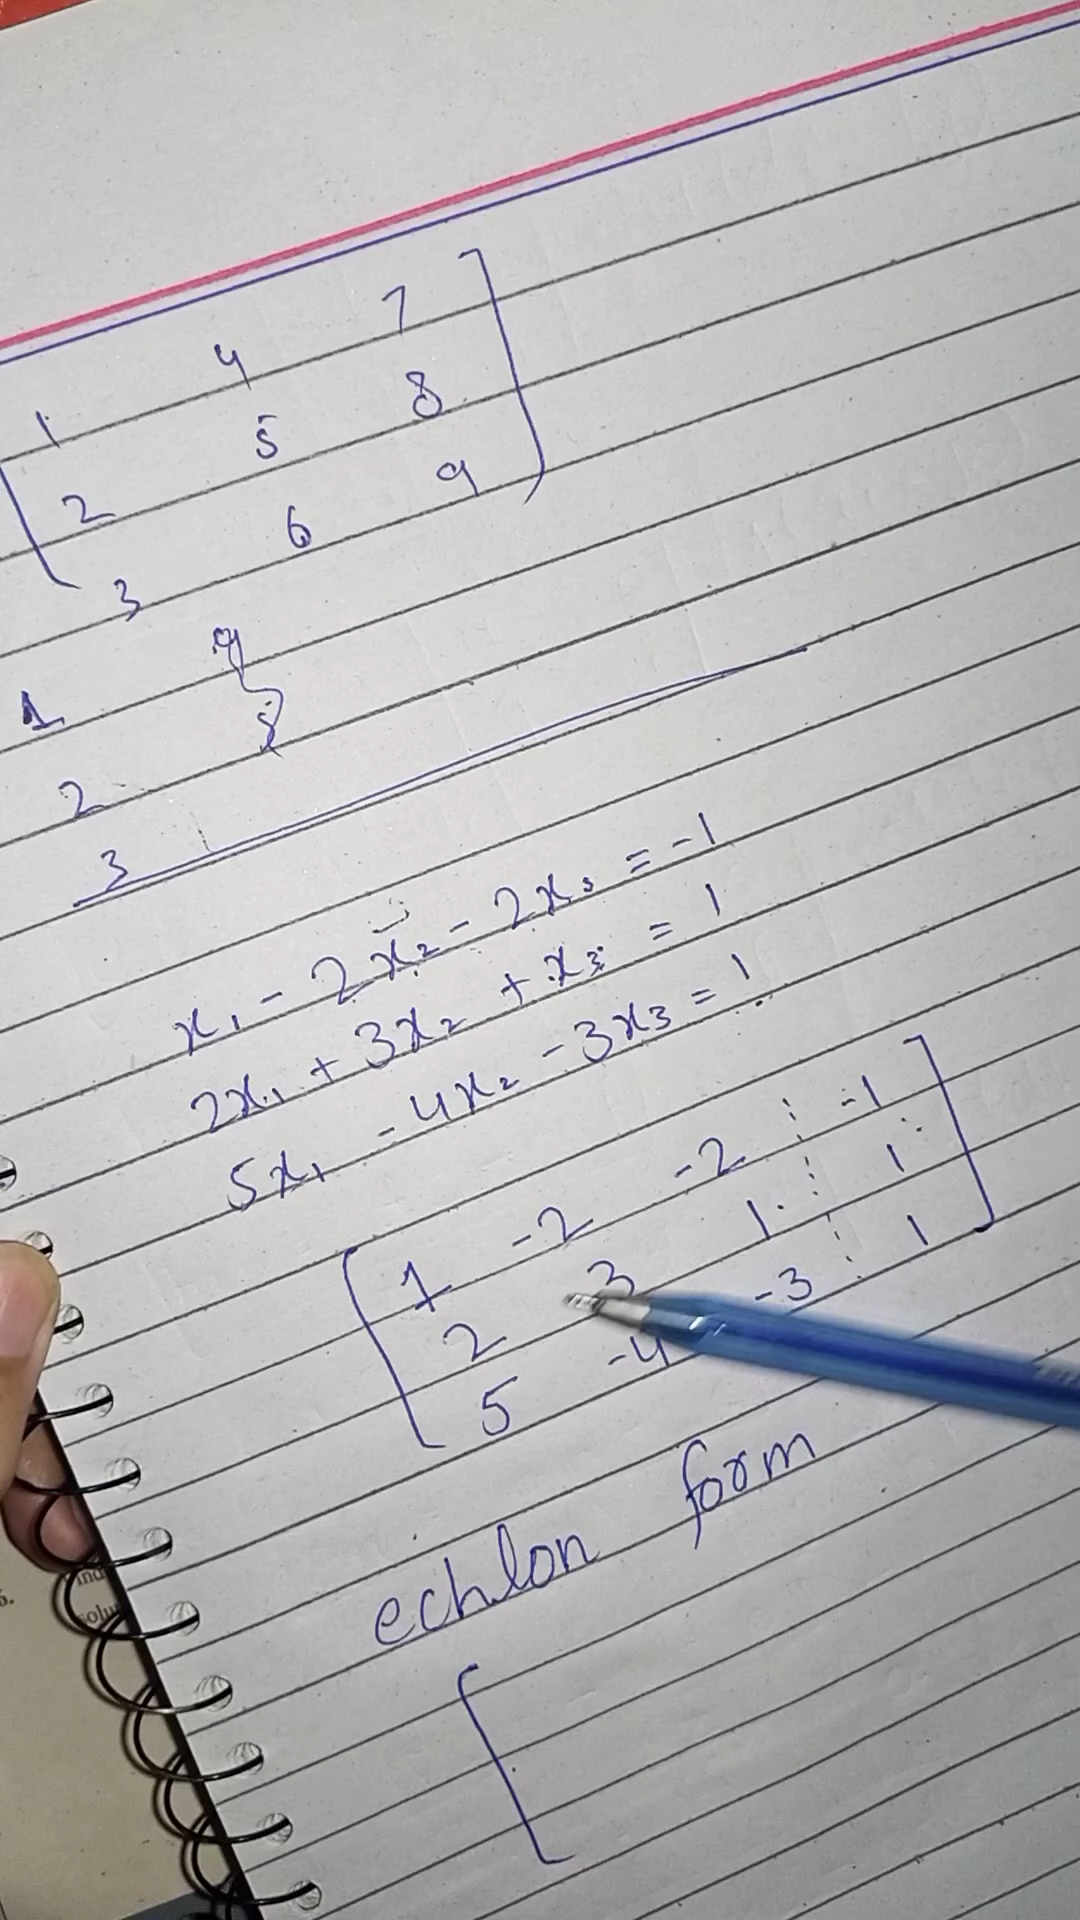 1 4 7
2 5 8
3 6 9
1 9
2 8
3
x₁ - 2x₂ - 2x₃ = -1
2x₁ + 3x₂ + x₃ = 1
5x₁ - 4x₂ - 3x₃ = 1
1 -2 -2 ⋮ -1
2 3 1 ⋮ 1
5 -4 -3 ⋮ 1
echlon form
[